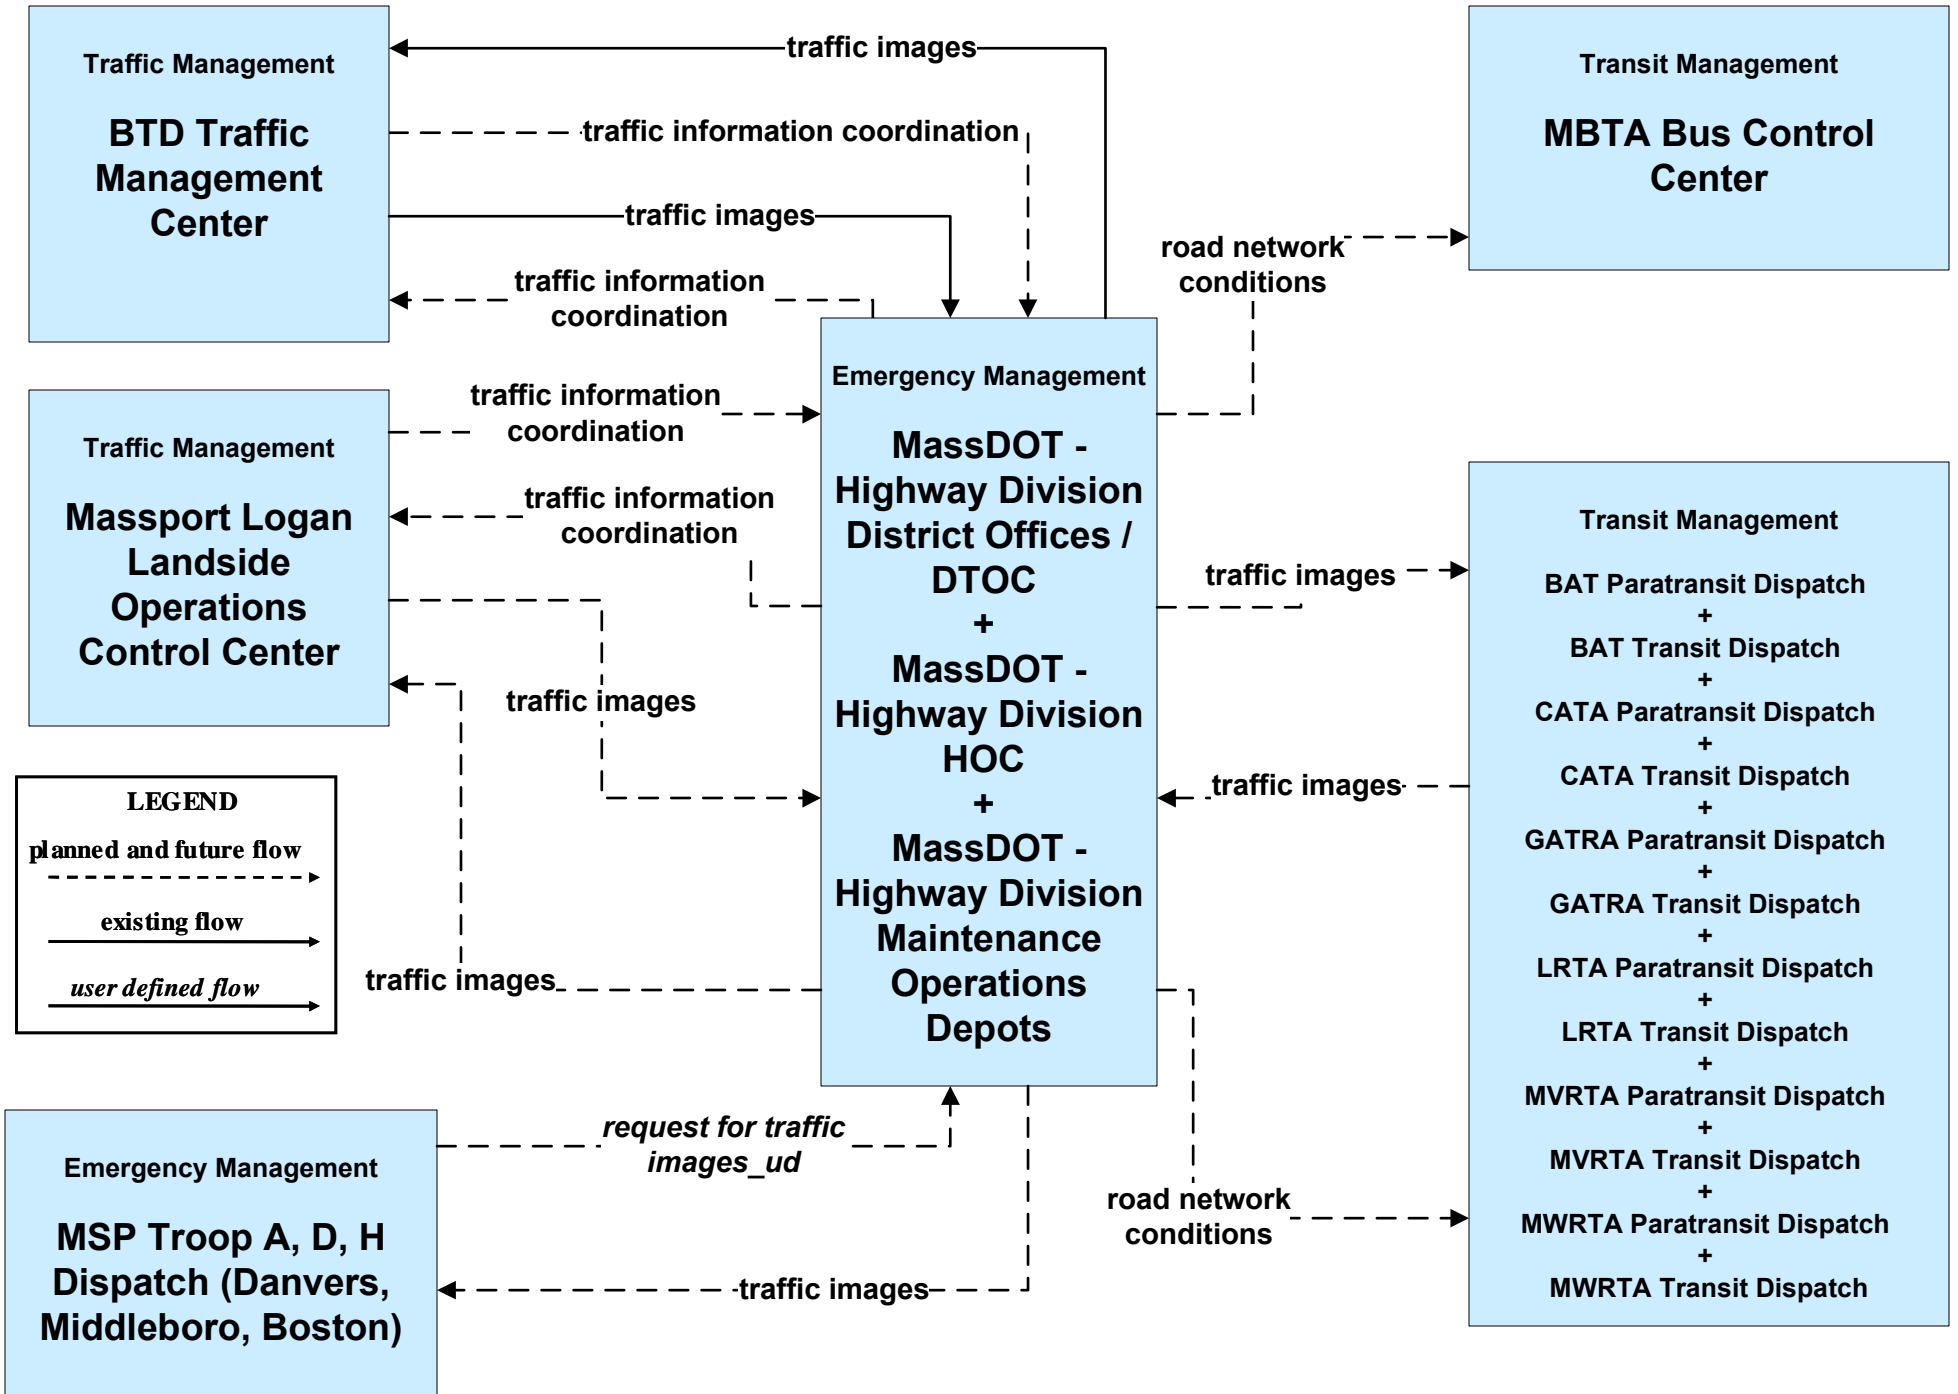 Traffic Management
BTD Traffic
Management
Center
traffic images
traffic information coordination
traffic images
traffic information
coordination
Transit Management
MBTA Bus Control
Center
road network
conditions
Traffic Management
Massport Logan
Landside
Operations
Control Center
traffic information
coordination
traffic information
coordination
traffic images
traffic images
Emergency Management
MassDOT -
Highway Division
District Offices /
DTOC
+
MassDOT -
Highway Division
HOC
+
MassDOT -
Highway Division
Maintenance
Operations
Depots
traffic images
traffic images
road network
conditions
Transit Management
BAT Paratransit Dispatch
+
BAT Transit Dispatch
+
CATA Paratransit Dispatch
+
CATA Transit Dispatch
+
GATRA Paratransit Dispatch
+
GATRA Transit Dispatch
+
LRTA Paratransit Dispatch
+
LRTA Transit Dispatch
+
MVRTA Paratransit Dispatch
+
MVRTA Transit Dispatch
+
MWRTA Paratransit Dispatch
+
MWRTA Transit Dispatch
LEGEND
planned and future flow
existing flow
user defined flow
Emergency Management
MSP Troop A, D, H
Dispatch (Danvers,
Middleboro, Boston)
request for traffic
images_ud
traffic images